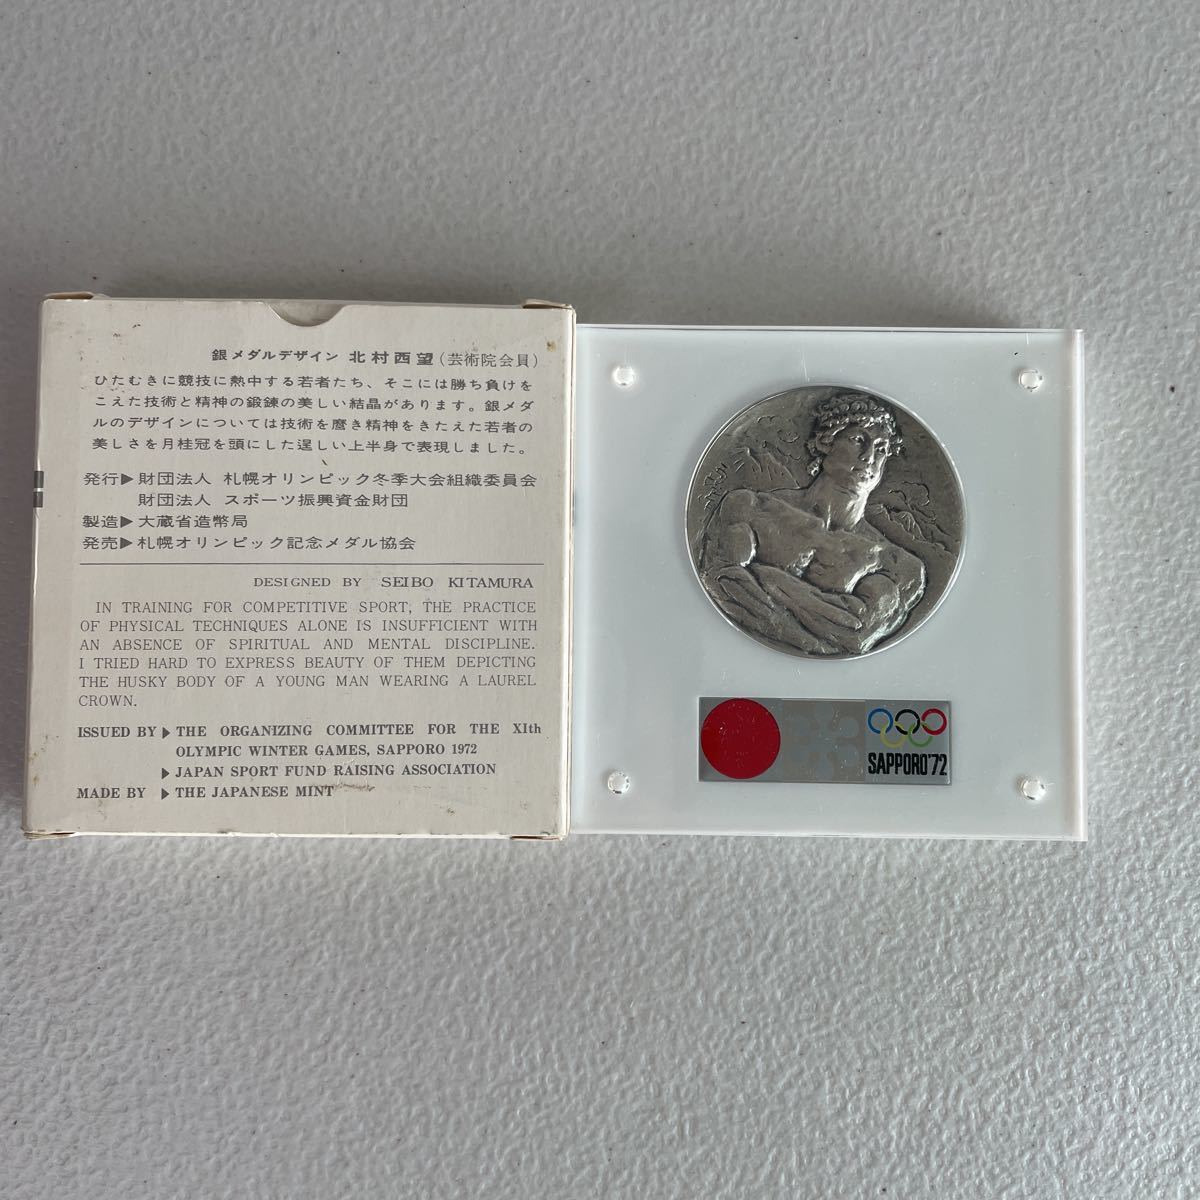 銀メダルデザイン 北村西望(芸術院会員)
ひたむきに競技に熱中する若者たち、そこには勝ち負けを
こえた技術と精神の鍛錬の美しい結晶があります。銀メダ
ルのデザインについては技術を磨き精神をきたえた若者の
美しさを月桂冠を頭にした逞しい上半身で表現しました。
発行▶財団法人 札幌オリンピック冬季大会組織委員会
財団法人 スポーツ振興資金財団
製造▶大蔵省造幣局
発売▶札幌オリンピック記念メダル協会
DESIGNED BY SEIBO KITAMURA
IN TRAINING FOR COMPETITIVE SPORT, THE PRACTICE
OF PHYSICAL TECHNIQUES ALONE IS INSUFFICIENT WITH
AN ABSENCE OF SPIRITUAL AND MENTAL DISCIPLINE.
I TRIED HARD TO EXPRESS BEAUTY OF THEM DEPICTING
THE HUSKY BODY OF A YOUNG MAN WEARING A LAUREL
CROWN.
ISSUED BY ▶ THE ORGANIZING COMMITTEE FOR THE XIth
OLYMPIC WINTER GAMES, SAPPORO 1972
▶ JAPAN SPORT FUND RAISING ASSOCIATION
MADE BY ▶ THE JAPANESE MINT
SAPPORO'72